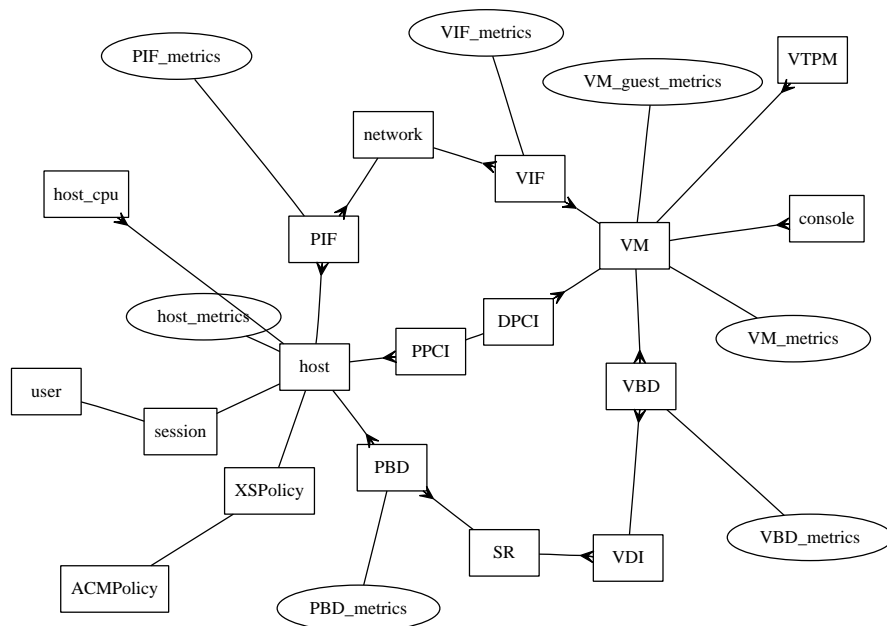 VIF_metrics
PIF_metrics
VTPM
VM_guest_metrics
network
VIF
host_cpu
console
PIF
VM
host_metrics
DPCI
VM_metrics
PPCI
host
user
VBD
session
PBD
XSPolicy
VBD_metrics
SR
VDI
ACMPolicy
PBD_metrics